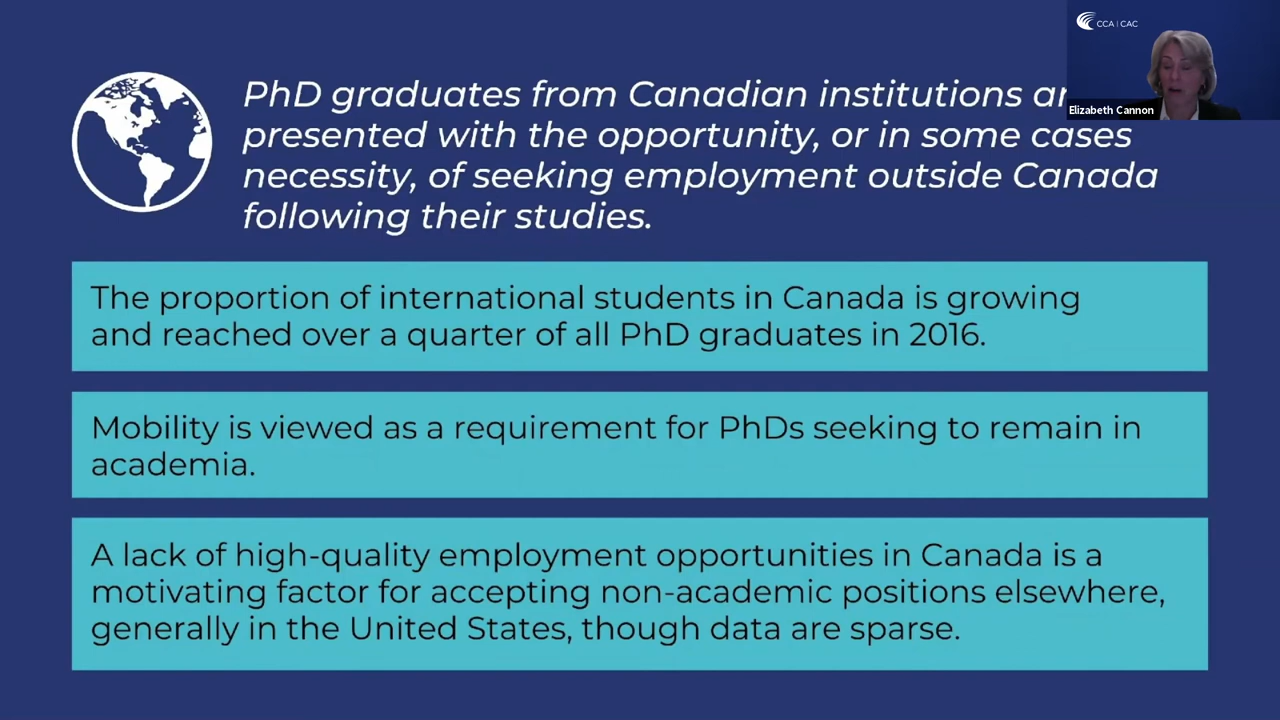 CCA | CAC
Elizabeth Cannon
PhD graduates from Canadian institutions
presented with the opportunity, or in some cases
necessity, of seeking employment outside Canada
following their studies.
The proportion of international students in Canada is growing
and reached over a quarter of all PhD graduates in 2016.
Mobility is viewed as a requirement for PhDs seeking to remain in
academia.
A lack of high-quality employment opportunities in Canada is a
motivating factor for accepting non-academic positions elsewhere,
generally in the United States, though data are sparse.